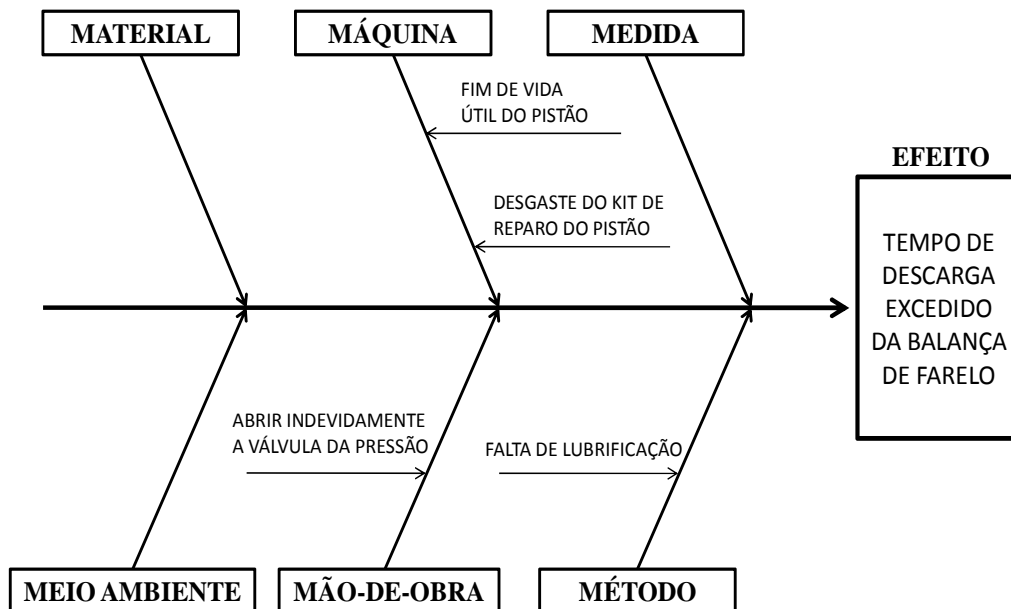 MATERIAL
MÁQUINA
MEDIDA
FIM DE VIDA
ÚTIL DO PISTÃO
DESGASTE DO KIT DE
REPARO DO PISTÃO
EFEITO
TEMPO DE
DESCARGA
EXCEDIDO
DA BALANÇA
DE FARELO
ABRIR INDEVIDAMENTE
A VÁLVULA DA PRESSÃO
FALTA DE LUBRIFICAÇÃO
MEIO AMBIENTE
MÃO-DE-OBRA
MÉTODO